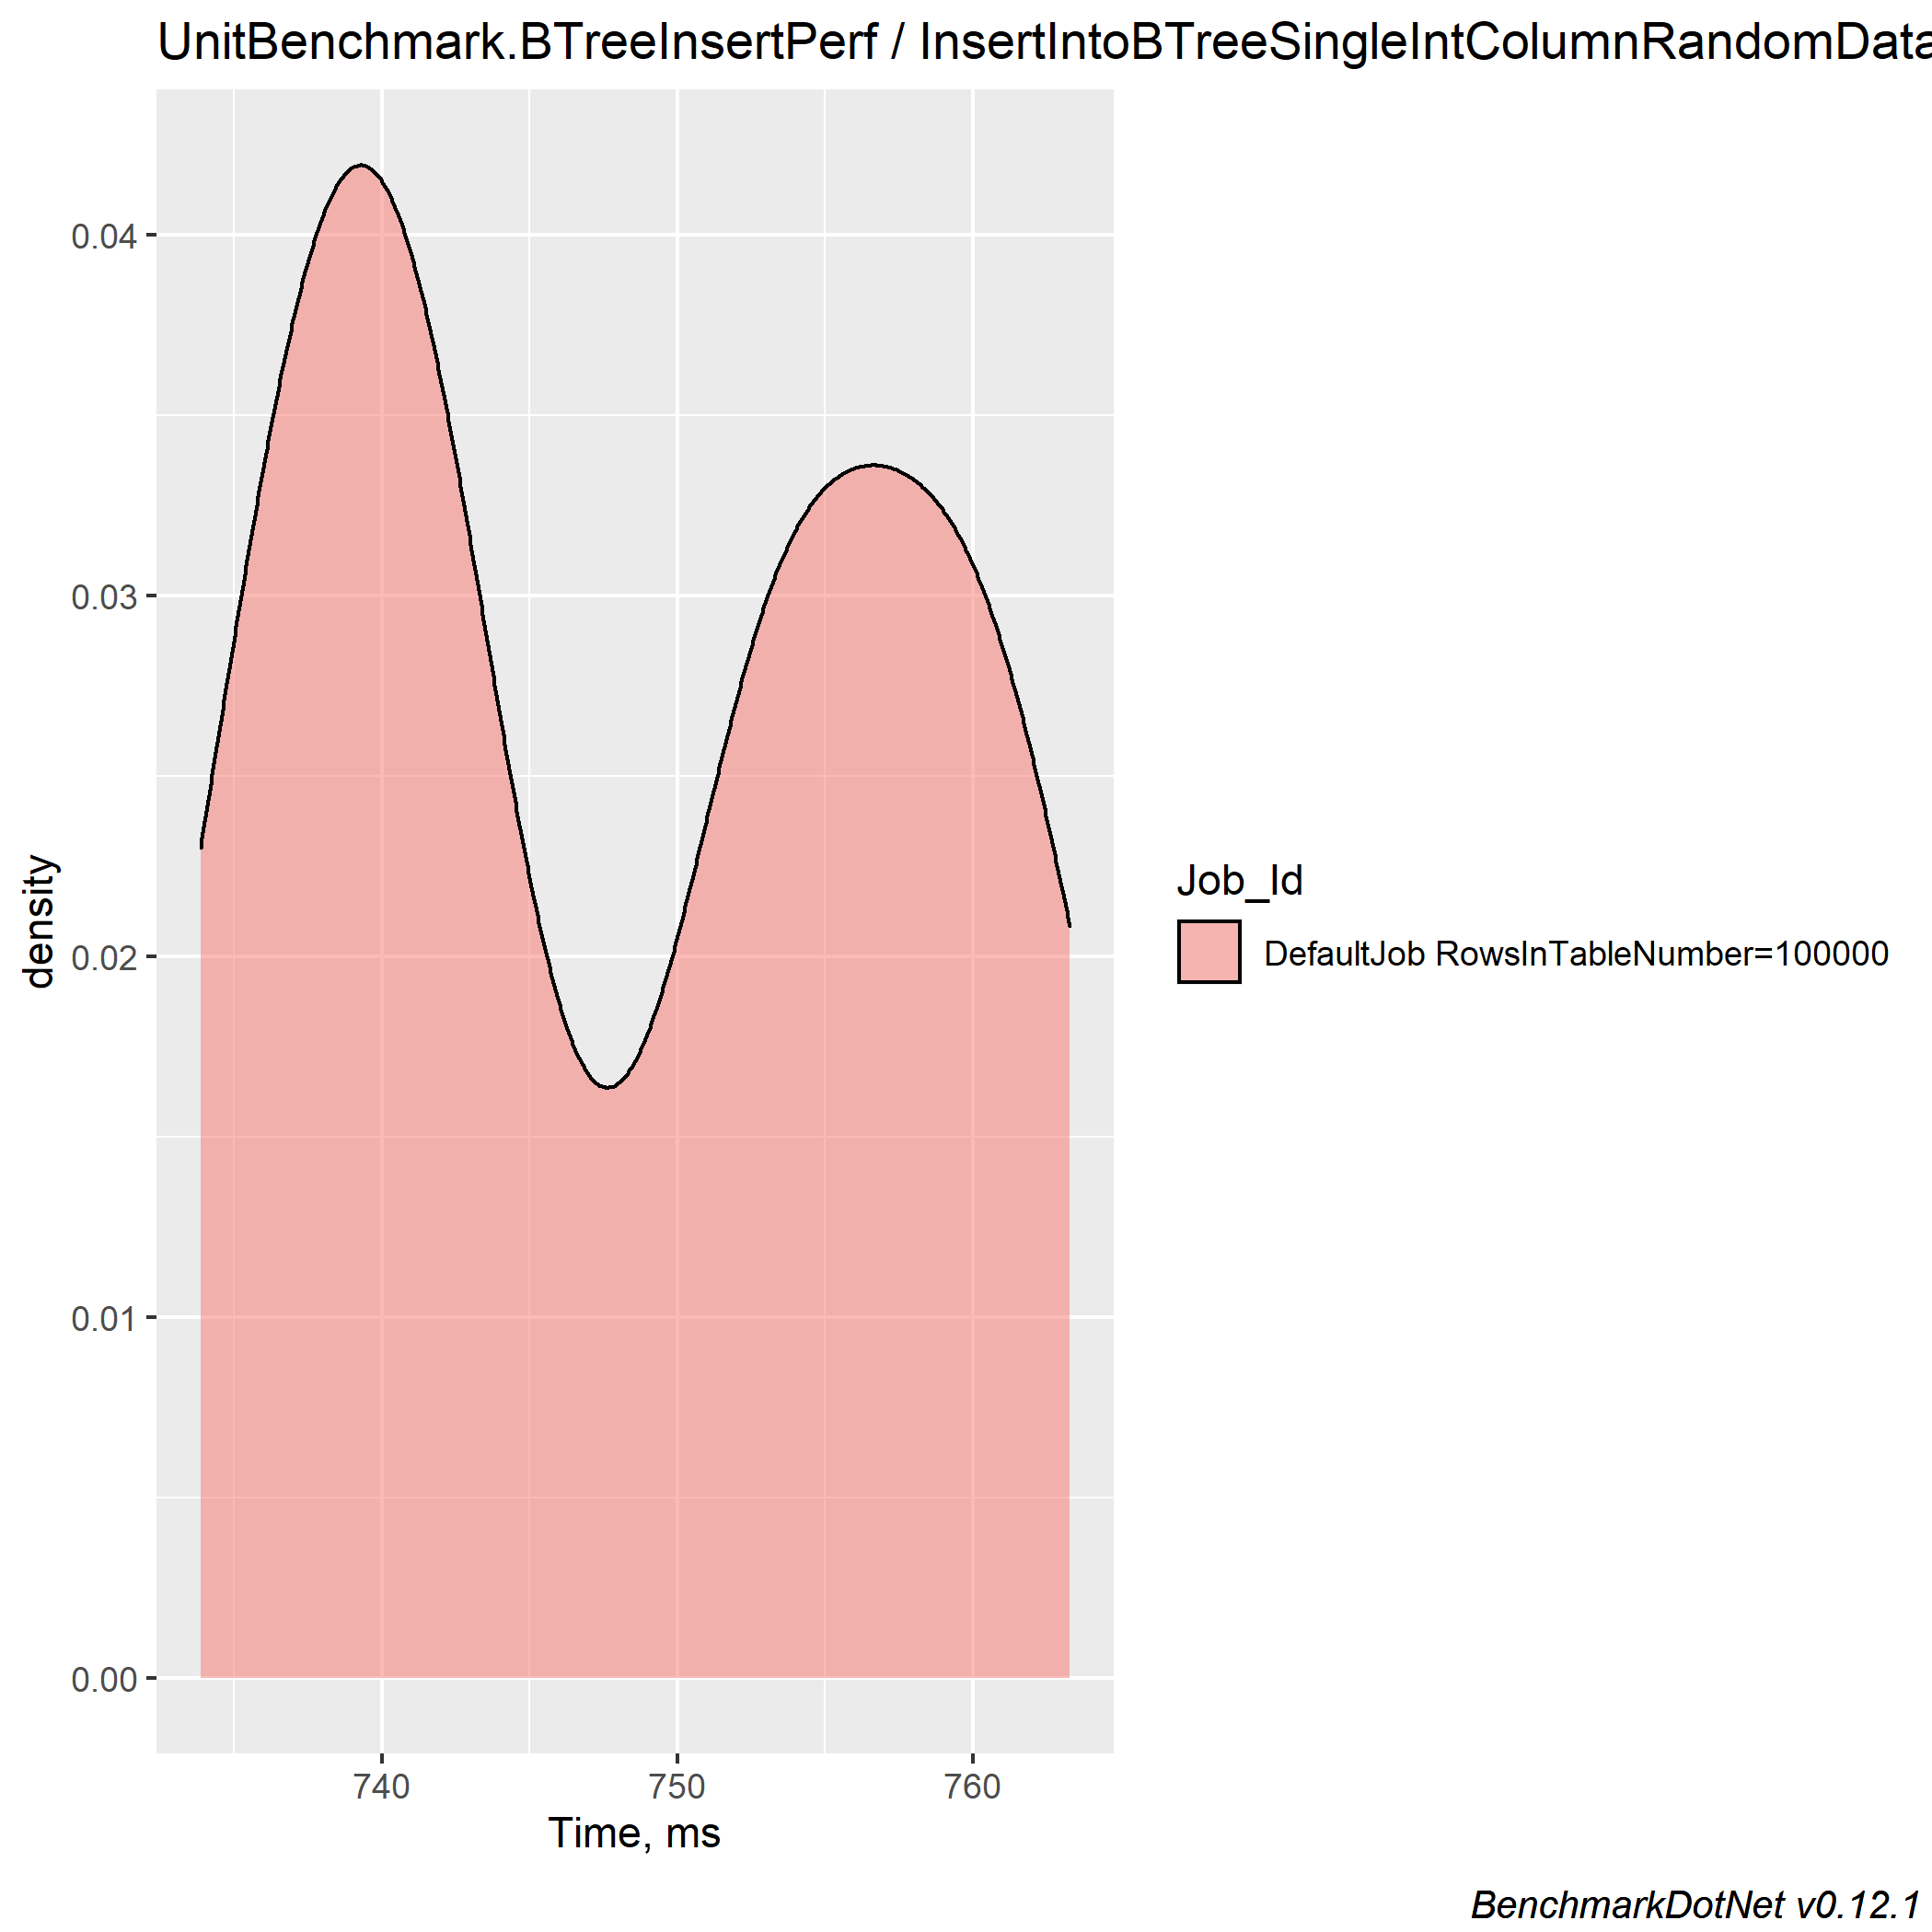 UnitBenchmark.BTreeInsertPerf / InsertIntoBTreeSingleIntColumnRandomData
0.04
0.03
0.02
0.01
0.00
density
740 750 760
Time, ms
Job_Id
DefaultJob RowsInTableNumber=100000
BenchmarkDotNet v0.12.1